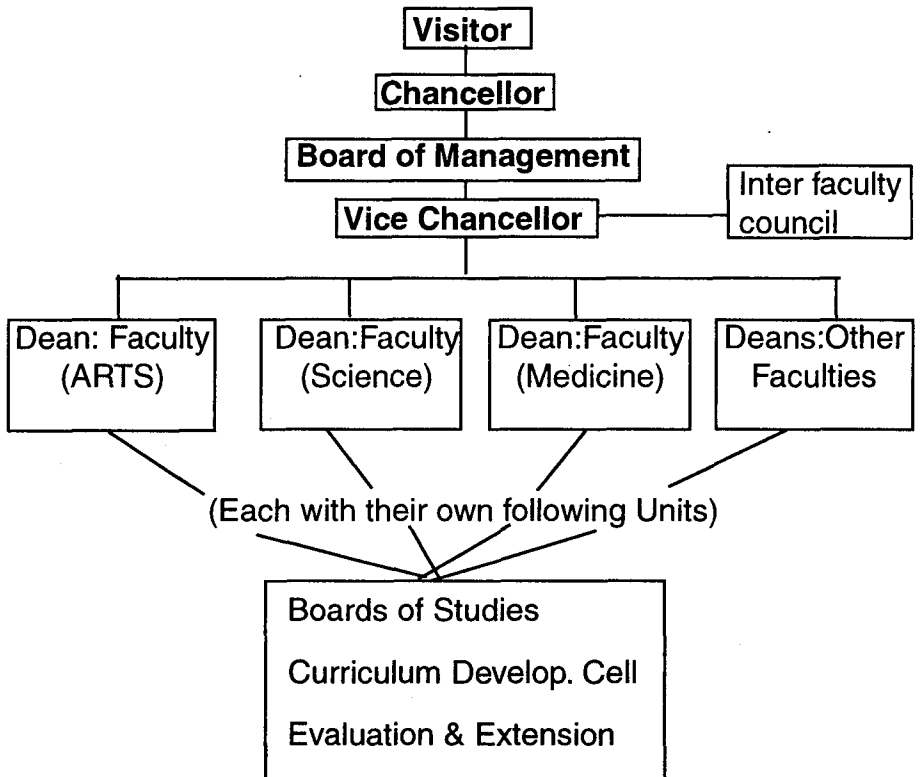 Visitor
Chancellor
Board of Management
Vice Chancellor
Inter faculty
council
Dean: Faculty
(ARTS)
Dean:Faculty
(Science)
Dean:Faculty
(Medicine)
Deans:Other
Faculties
(Each with their own following Units)
Boards of Studies
Curriculum Develop. Cell
Evaluation & Extension